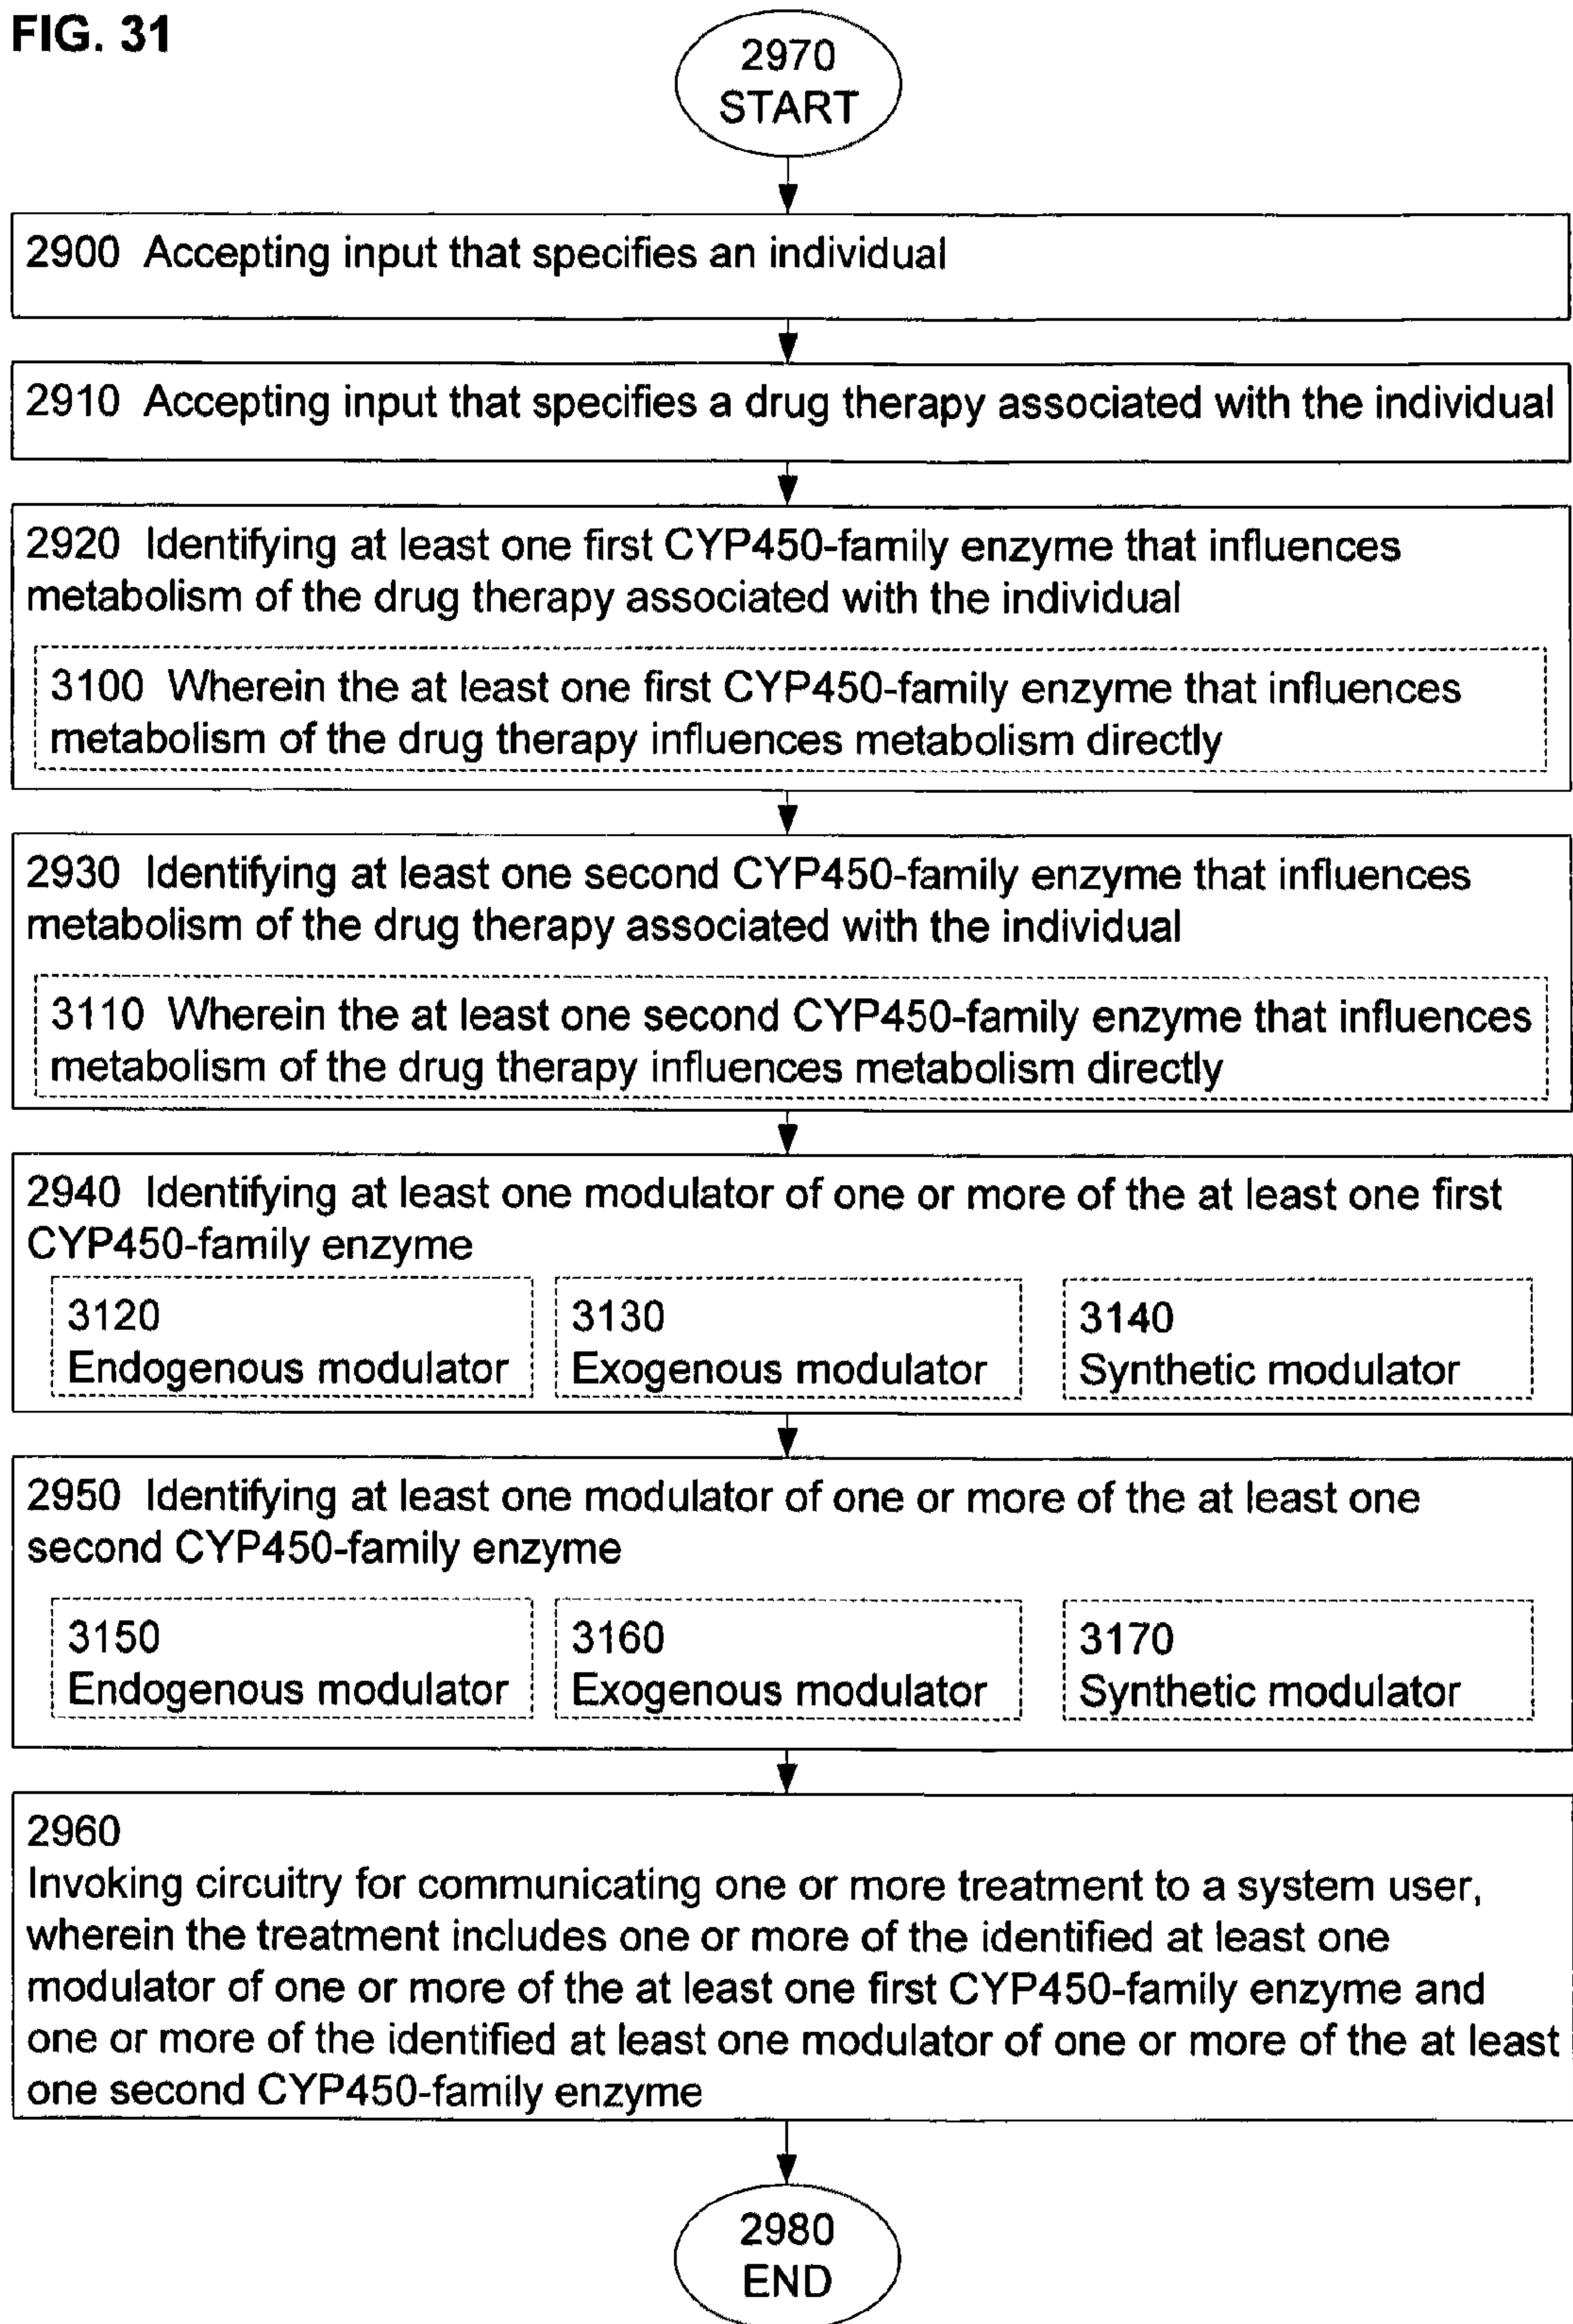 FIG. 31
2970
START
2900 Accepting input that specifies an individual
2910 Accepting input that specifies a drug therapy associated with the individual
2920 Identifying at least one first CYP450-family enzyme that influences
metabolism of the drug therapy associated with the individual
3100 Wherein the at least one first CYP450-family enzyme that influences
metabolism of the drug therapy influences metabolism directly
2930 Identifying at least one second CYP450-family enzyme that influences
metabolism of the drug therapy associated with the individual
3110 Wherein the at least one second CYP450-family enzyme that influences
metabolism of the drug therapy influences metabolism directly
2940 Identifying at least one modulator of one or more of the at least one first
CYP450-family enzyme
3120
Endogenous modulator
3130
Exogenous modulator
3140
Synthetic modulator
2950 Identifying at least one modulator of one or more of the at least one
second CYP450-family enzyme
3150
Endogenous modulator
3160
Exogenous modulator
3170
Synthetic modulator
2960
Invoking circuitry for communicating one or more treatment to a system user,
wherein the treatment includes one or more of the identified at least one
modulator of one or more of the at least one first CYP450-family enzyme and
one or more of the identified at least one modulator of one or more of the at least
one second CYP450-family enzyme
2980
END